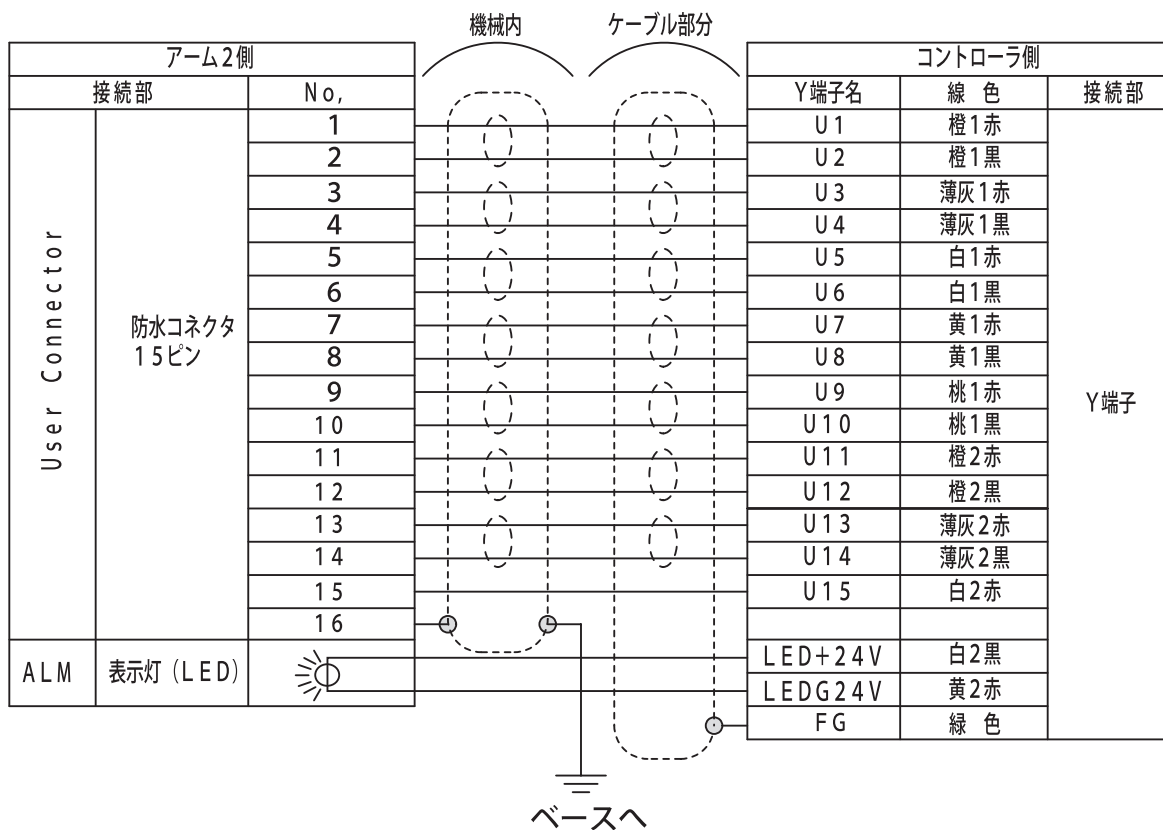 機械内 ケーブル部分
アーム2側 コントローラ側
接続部 No, Y端子名 線 色 接続部
1 U1 橙1赤
2 U2 橙1黒
3 U3 薄灰1赤
4 U4 薄灰1黒
5 U5 白1赤
6 U6 白1黒
7 U7 黄1赤
8 U8 黄1黒
9 U9 桃1赤
10 U10 桃1黒
11 U11 橙2赤
12 U12 橙2黒
13 U13 薄灰2赤
14 U14 薄灰2黒
15 U15 白2赤
16
User Connector
防水コネクタ
15ピン
Y端子
ALM 表示灯(LED)
LED+24V 白2黒
LEDG24V 黄2赤
FG 緑 色
ベースへ